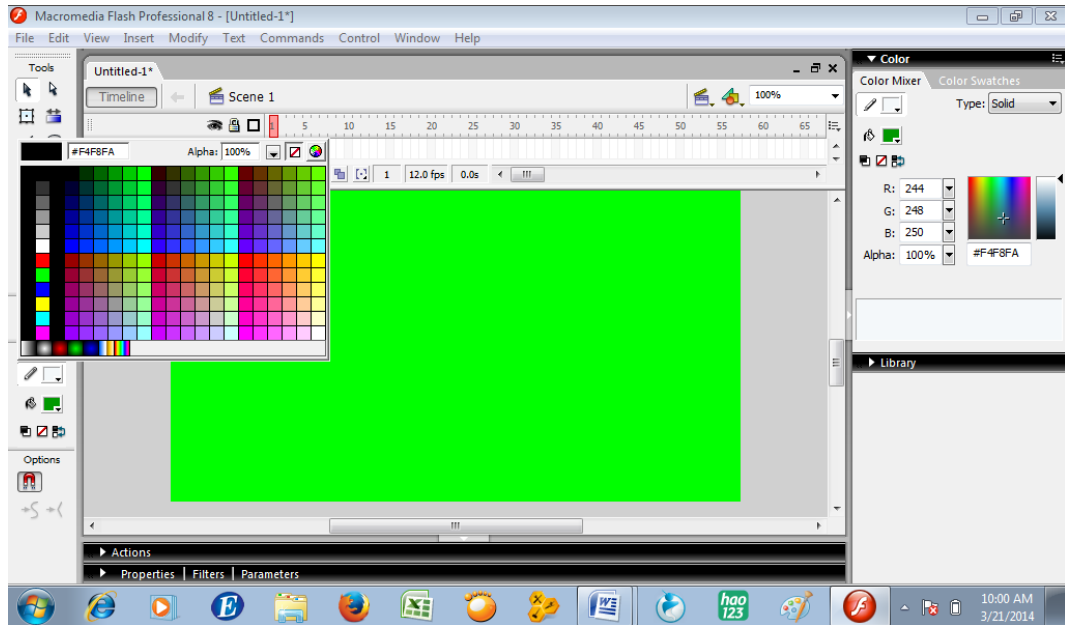 Macromedia Flash Professional 8 - [Untitled-1*]
File Edit View Insert Modify Text Commands Control Window Help
Tools
Untitled-1*
Timeline
Scene 1
100%
5 10 15 20 25 30 35 40 45 50 55 60 65
1 12.0 fps 0.0s
#F4F8FA Alpha: 100%
Options
Color
Color Mixer Color Swatches
Type: Solid
R: 244
G: 248
B: 250
Alpha: 100% #F4F8FA
Library
Actions
Properties Filters Parameters
hao
123
10:00 AM
3/21/2014